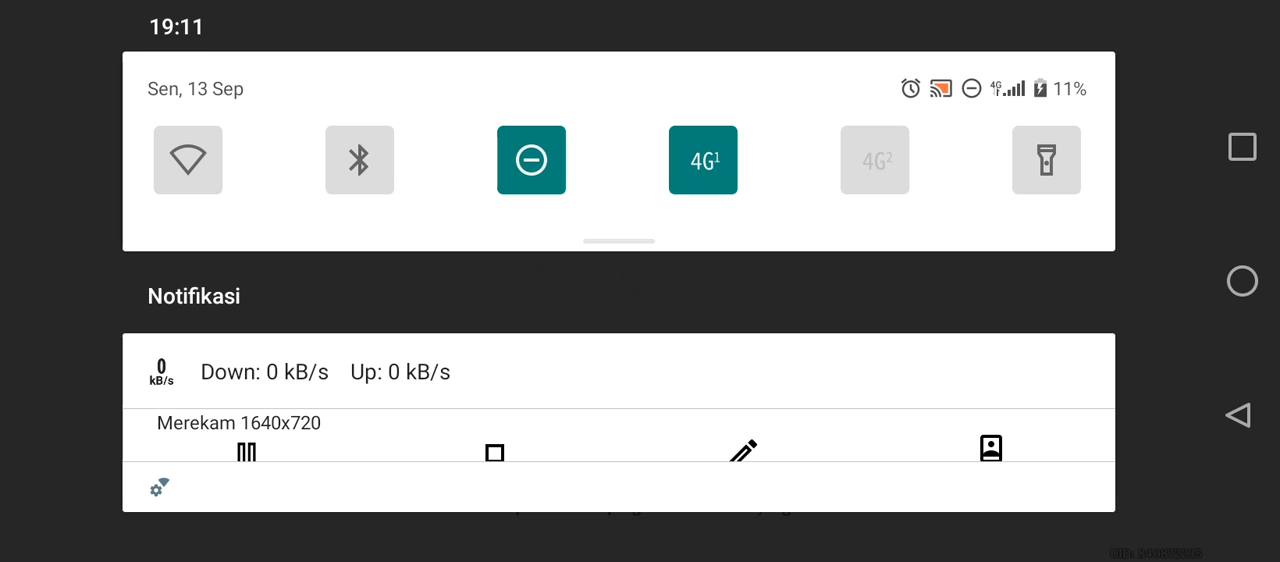 19:11
Sen, 13 Sep
4G 11%
4G1 4G2
Notifikasi
0 kB/s Down: 0 kB/s Up: 0 kB/s
Merekam 1640x720